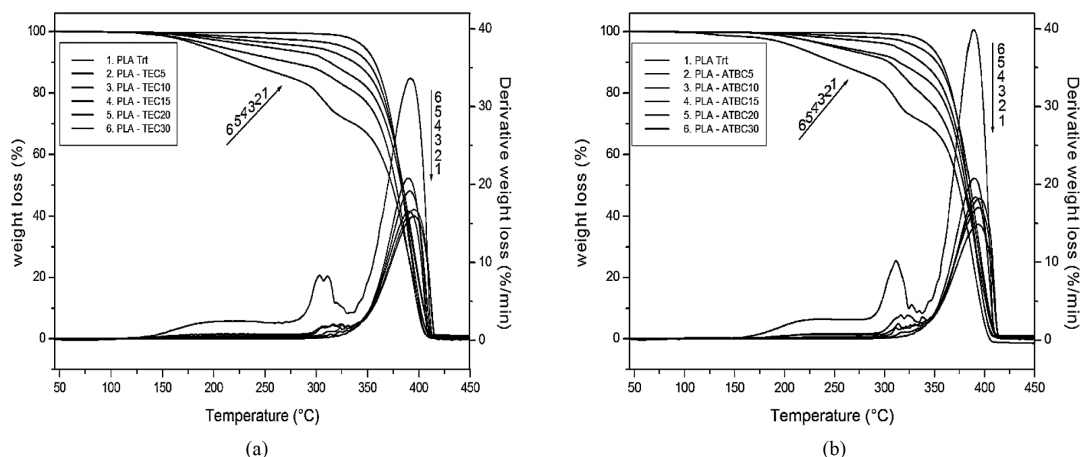 100
80
60
40
20
0
weight loss (%)
1. PLA Trt
2. PLA - TEC5
3. PLA - TEC10
4. PLA - TEC15
5. PLA - TEC20
6. PLA - TEC30
654321
6
5
4
3
2
1
40
30
20
10
0
Derivative weight loss (%/min)
50 100 150 200 250 300 350 400 450
Temperature (°C)
(a)
100
80
60
40
20
0
weight loss (%)
1. PLA Trt
2. PLA - ATBC5
3. PLA - ATBC10
4. PLA - ATBC15
5. PLA - ATBC20
6. PLA - ATBC30
654321
6
5
4
3
2
1
40
30
20
10
0
Derivative weight loss (%/min)
50 100 150 200 250 300 350 400 450
Temperature (°C)
(b)